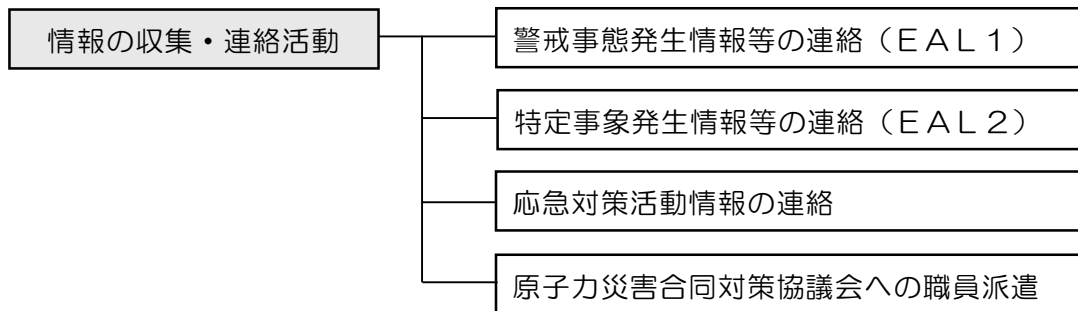 情報の収集・連絡活動
警戒事態発生情報等の連絡（ＥＡＬ１）
特定事象発生情報等の連絡（ＥＡＬ２）
応急対策活動情報の連絡
原子力災害合同対策協議会への職員派遣